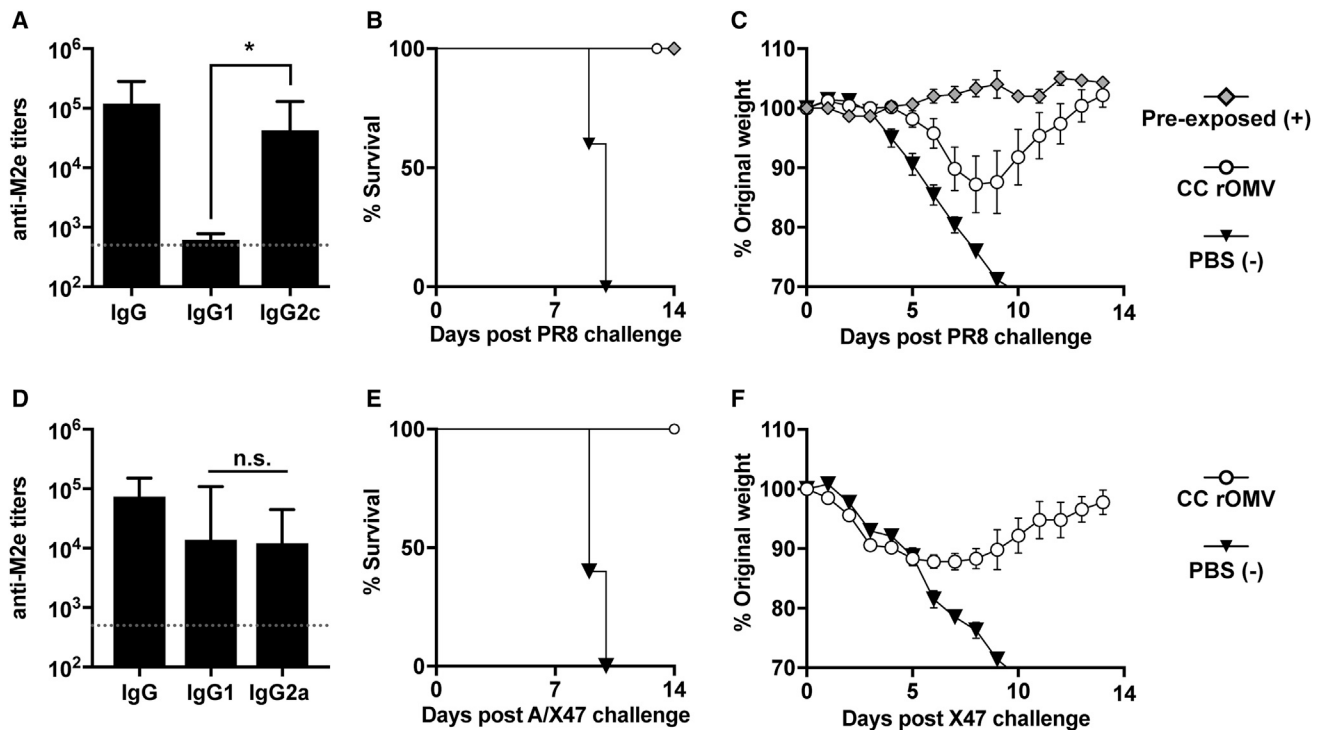 A
anti-M2e titers
10^6
10^5
10^4
10^3
10^2
*
IgG
IgG1
IgG2c
B
% Survival
100
50
0
0
7
14
Days post PR8 challenge
C
% Original weight
110
100
90
80
70
0
5
10
14
Days post PR8 challenge
Pre-exposed (+)
CC rOMV
PBS (-)
D
anti-M2e titers
10^6
10^5
10^4
10^3
10^2
n.s.
IgG
IgG1
IgG2a
E
% Survival
100
50
0
0
7
14
Days post A/X47 challenge
F
% Original weight
110
100
90
80
70
0
5
10
14
Days post X47 challenge
CC rOMV
PBS (-)